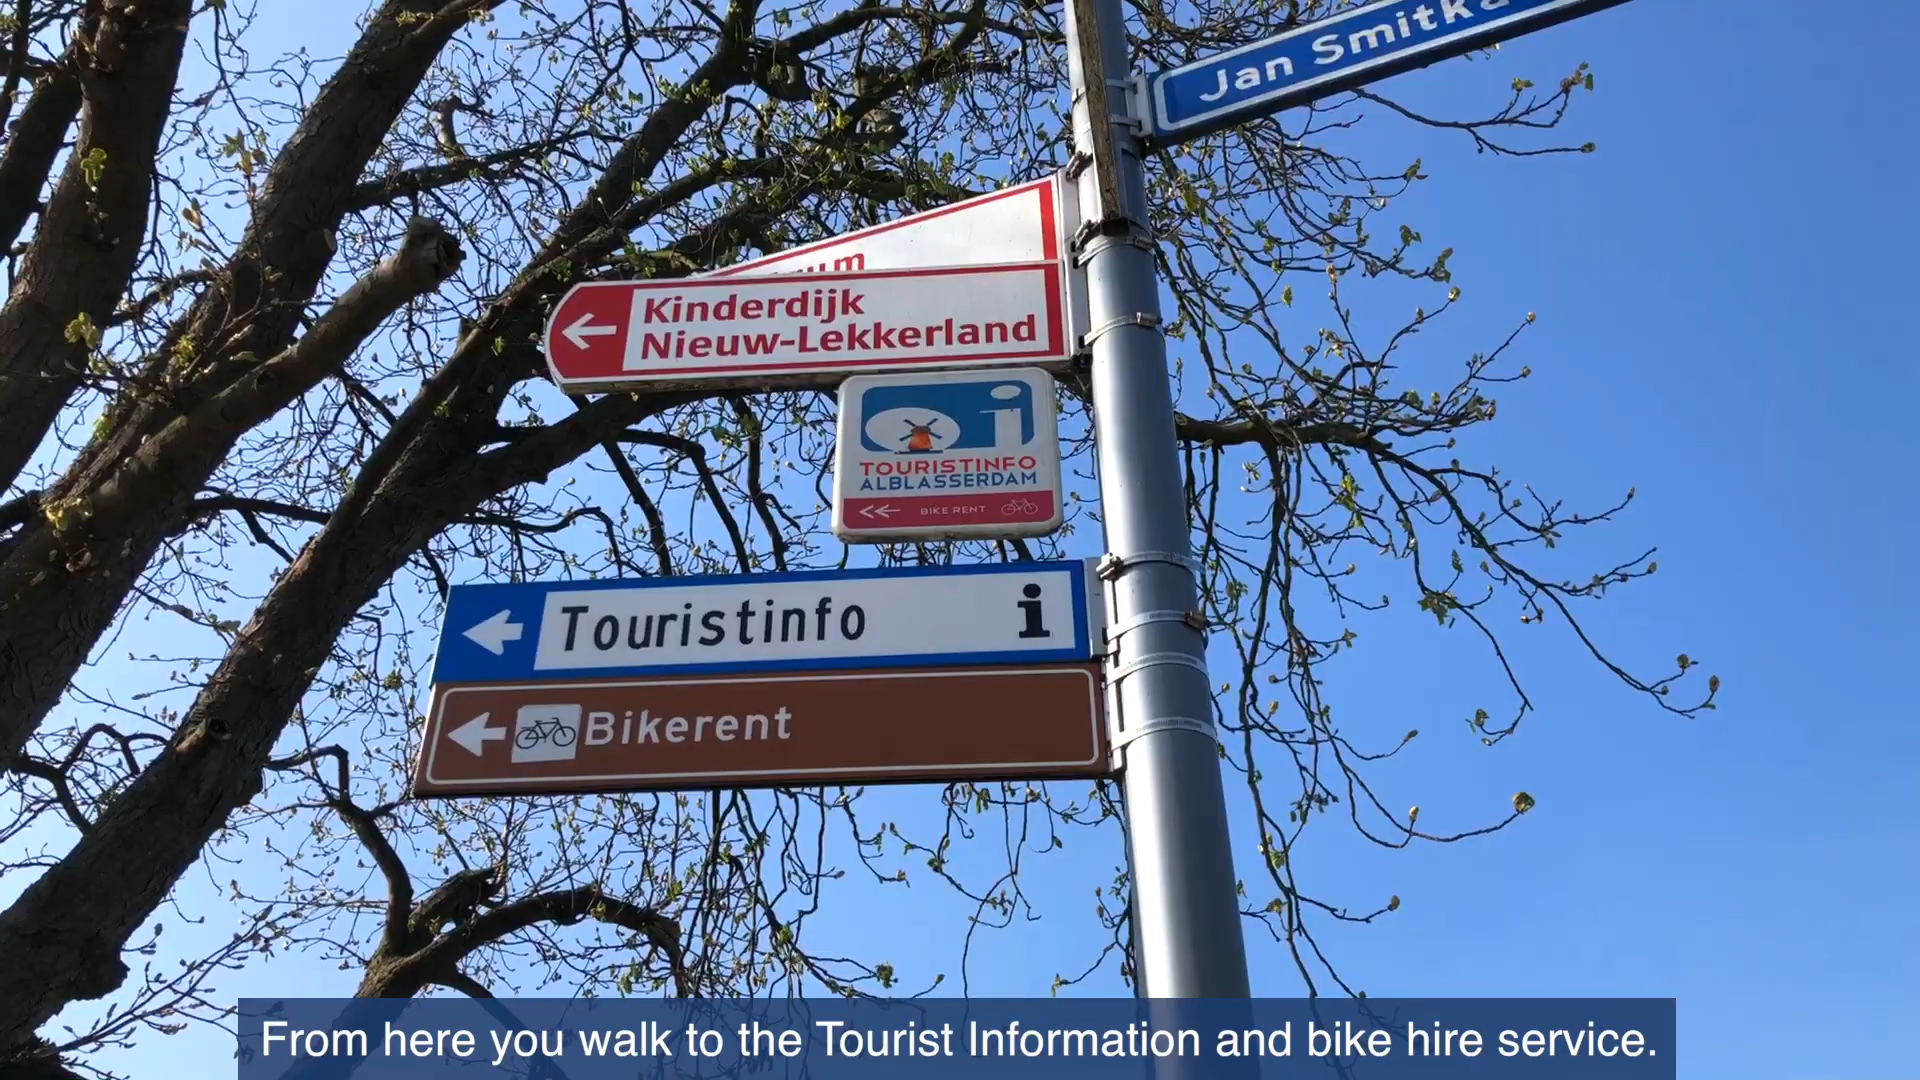 Jan Smitka
Kinderdijk
Nieuw-Lekkerland
TOURISTINFO
ALBLASSERDAM
BIKE RENT
Touristinfo i
Bikerent
From here you walk to the Tourist Information and bike hire service.